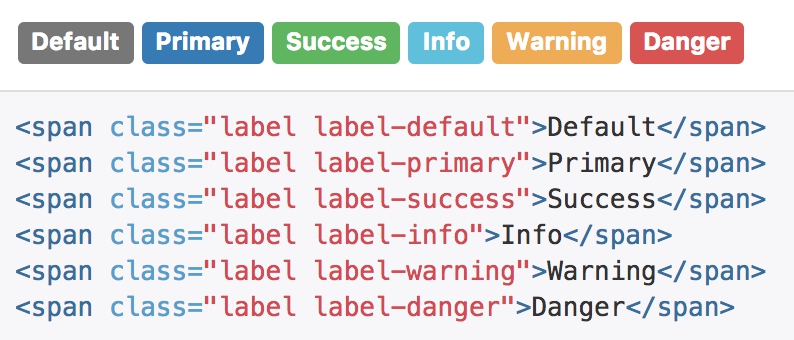 Default Primary Success Info Warning Danger
<span class="label label-default">Default</span>
<span class="label label-primary">Primary</span>
<span class="label label-success">Success</span>
<span class="label label-info">Info</span>
<span class="label label-warning">Warning</span>
<span class="label label-danger">Danger</span>